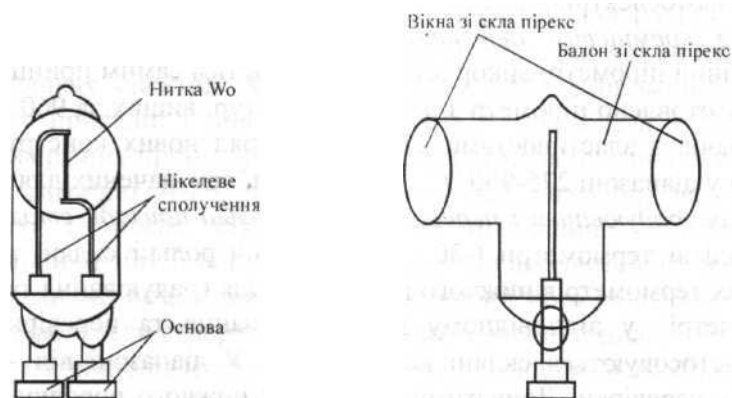 Нитка Wo
Нікелеве
сполучення
Основа
Вікна зі скла пірекс
Балон зі скла пірекс